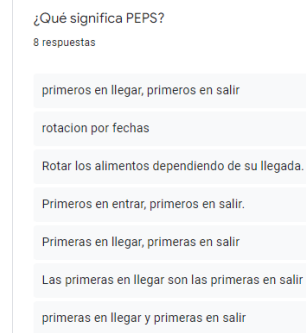 ¿Qué significa PEPS?
8 respuestas
primeros en llegar, primeros en salir
rotacion por fechas
Rotar los alimentos dependiendo de su llegada.
Primeros en entrar, primeros en salir.
Primeras en llegar, primeras en salir
Las primeras en llegar son las primeras en salir
primeras en llegar y primeras en salir